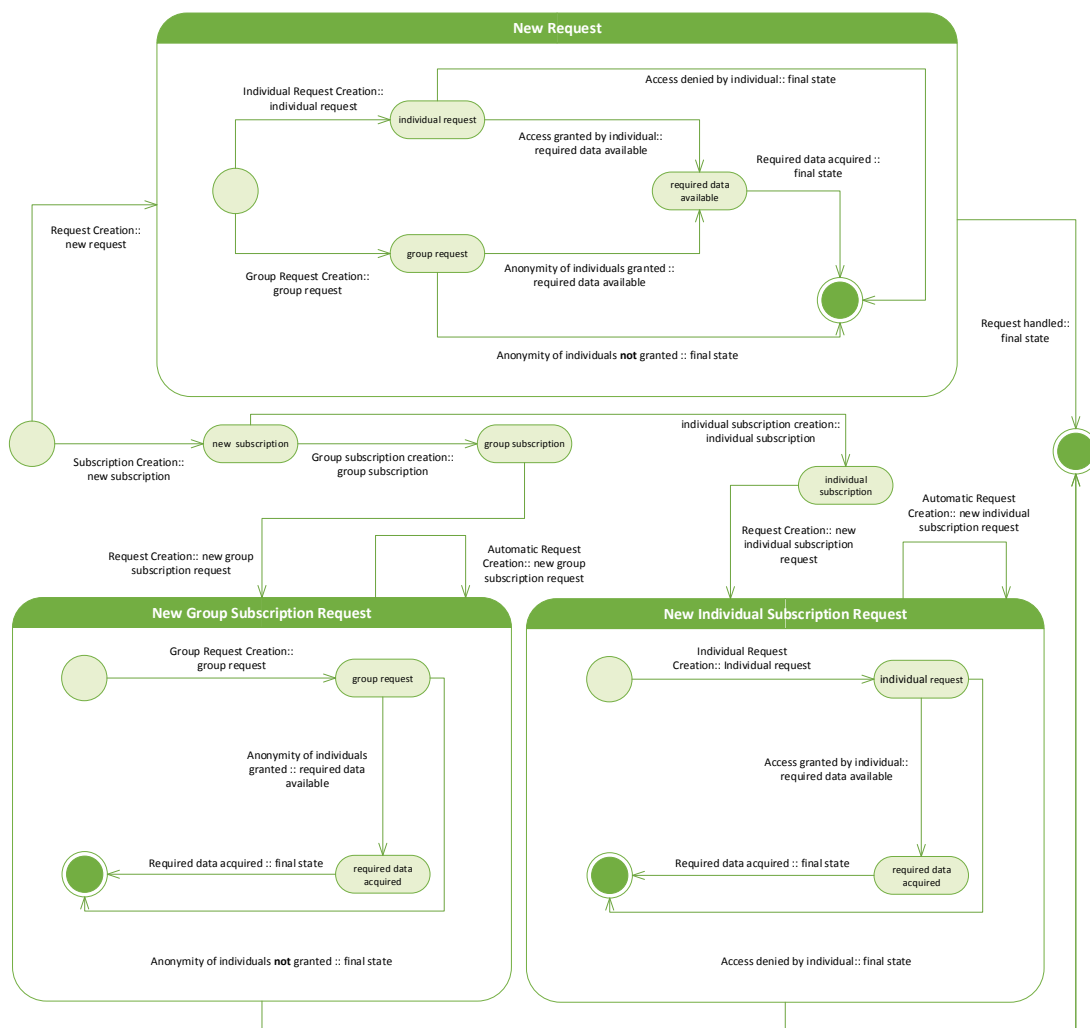 New Request
Access denied by individual:: final state
Individual Request Creation::
individual request
individual request
Access granted by individual::
required data available
Required data acquired ::
final state
required data
available
Request Creation::
new request
group request
Group Request Creation::
group request
Anonymity of individuals granted ::
required data available
Request handled::
final state
Anonymity of individuals not granted :: final state
individual subscription creation::
individual subscription
new subscription
group subscription
Subscription Creation::
new subscription
Group subscription creation::
group subscription
individual
subscription
Automatic Request
Creation:: new individual
subscription request
Request Creation:: new
individual subscription
request
Request Creation:: new group
subscription request
Automatic Request
Creation:: new group
subscription request
New Group Subscription Request
Group Request Creation::
group request
group request
Anonymity of individuals
granted :: required data
available
Required data acquired :: final state
required data
acquired
Anonymity of individuals not granted :: final state
New Individual Subscription Request
Individual Request
Creation:: Individual request
individual request
Access granted by individual::
required data available
Required data acquired :: final state
required data
acquired
Access denied by individual:: final state